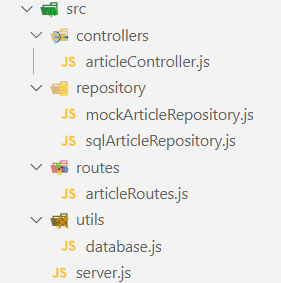 src
controllers
JS articleController.js
repository
JS mockArticleRepository.js
JS sqlArticleRepository.js
routes
JS articleRoutes.js
utils
JS database.js
JS server.js